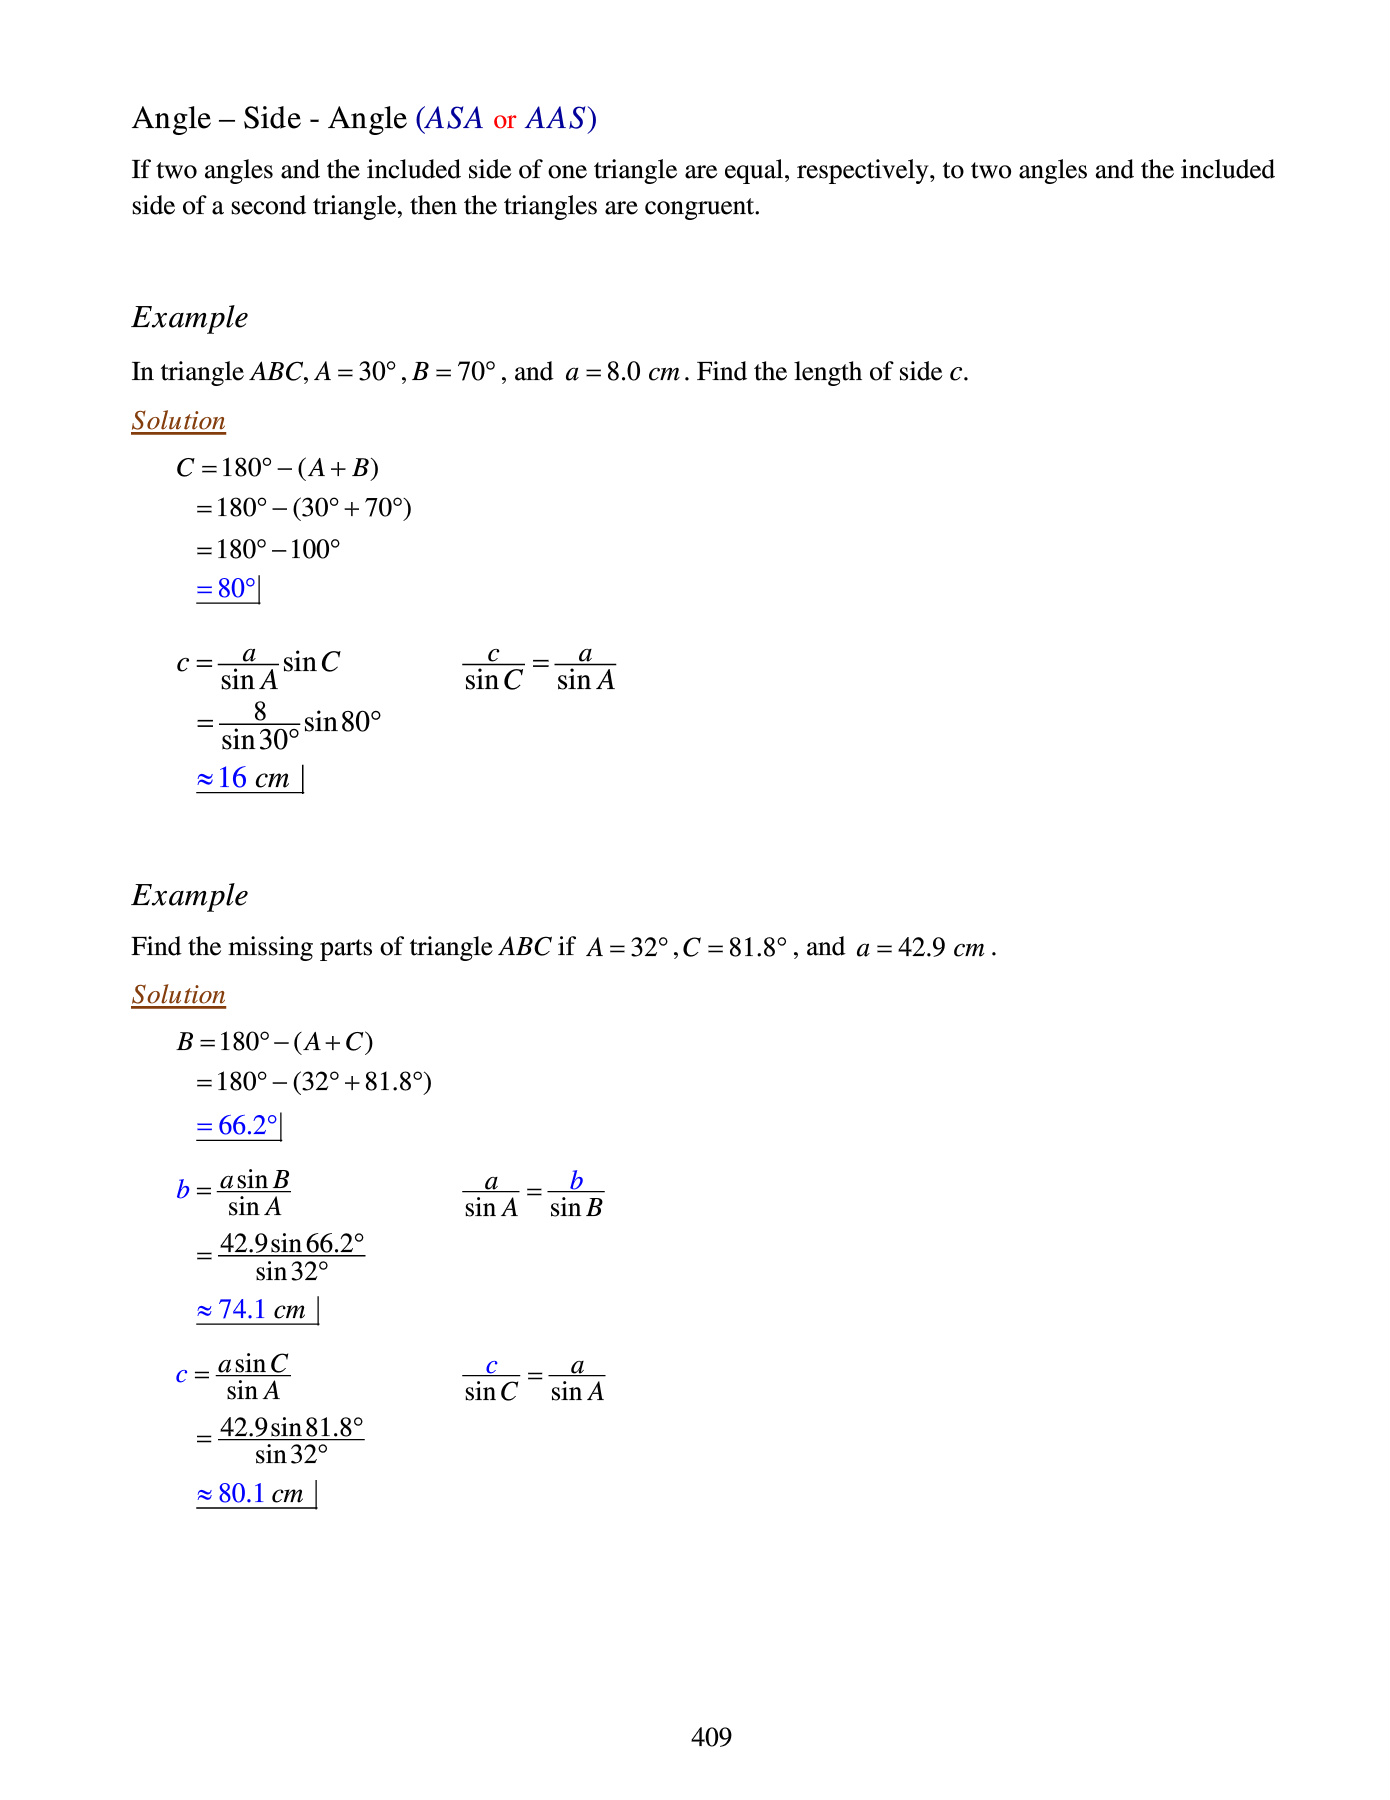 Angle – Side - Angle (ASA or AAS)
If two angles and the included side of one triangle are equal, respectively, to two angles and the included
side of a second triangle, then the triangles are congruent.
Example
In triangle ABC, A = 30°, B = 70°, and a = 8.0 cm. Find the length of side c.
Solution
C = 180° − (A + B)
= 180° − (30° + 70°)
= 180° − 100°
= 80°|
c = \frac{a}{\sin A} \sin C    \frac{c}{\sin C} = \frac{a}{\sin A}
= \frac{8}{\sin 30°} \sin 80°
≈ 16 cm |
Example
Find the missing parts of triangle ABC if A = 32°, C = 81.8°, and a = 42.9 cm.
Solution
B = 180° − (A + C)
= 180° − (32° + 81.8°)
= 66.2°|
b = \frac{a \sin B}{\sin A}    \frac{a}{\sin A} = \frac{b}{\sin B}
= \frac{42.9 \sin 66.2°}{\sin 32°}
≈ 74.1 cm |
c = \frac{a \sin C}{\sin A}    \frac{c}{\sin C} = \frac{a}{\sin A}
= \frac{42.9 \sin 81.8°}{\sin 32°}
≈ 80.1 cm |
409